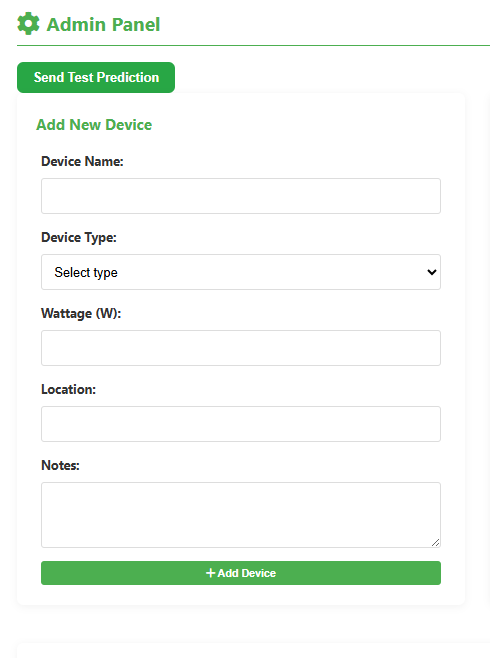 Admin Panel
Send Test Prediction
Add New Device
Device Name:
Device Type:
Select type
Wattage (W):
Location:
Notes:
+ Add Device